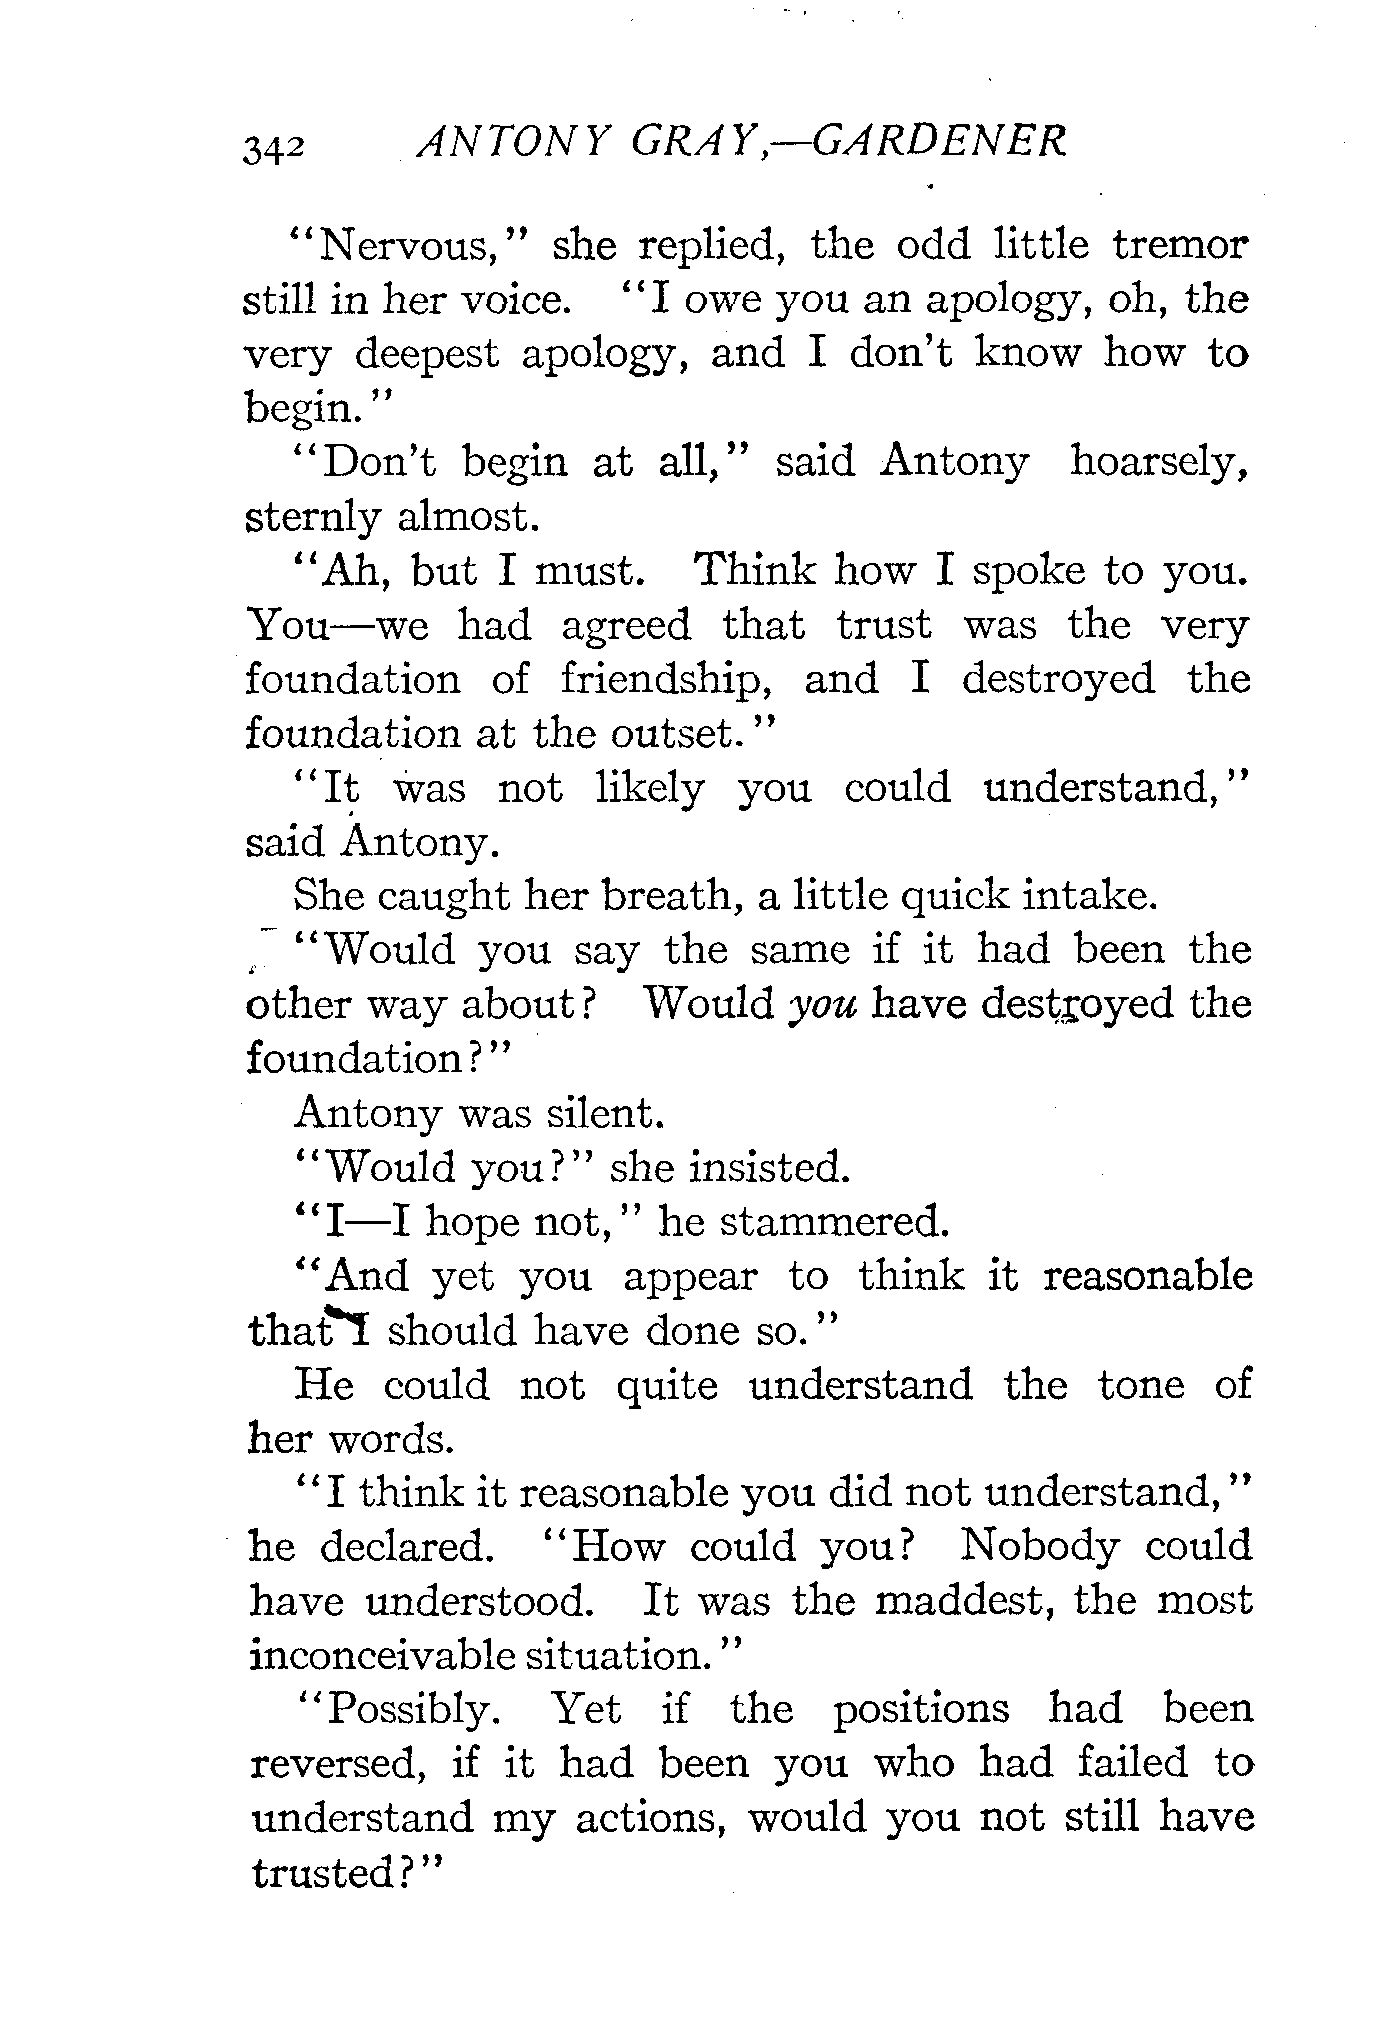 342 ANTONY GRAY,—GARDENER
"Nervous," she replied, the odd little tremor
still in her voice. "I owe you an apology, oh, the
very deepest apology, and I don't know how to
begin."
"Don't begin at all," said Antony hoarsely,
sternly almost.
"Ah, but I must. Think how I spoke to you.
You—we had agreed that trust was the very
foundation of friendship, and I destroyed the
foundation at the outset."
"It was not likely you could understand,"
said Antony.
She caught her breath, a little quick intake.
"Would you say the same if it had been the
other way about? Would you have destroyed the
foundation?"
Antony was silent.
"Would you?" she insisted.
"I—I hope not," he stammered.
"And yet you appear to think it reasonable
that I should have done so."
He could not quite understand the tone of
her words.
"I think it reasonable you did not understand,"
he declared. "How could you? Nobody could
have understood. It was the maddest, the most
inconceivable situation."
"Possibly. Yet if the positions had been
reversed, if it had been you who had failed to
understand my actions, would you not still have
trusted?"